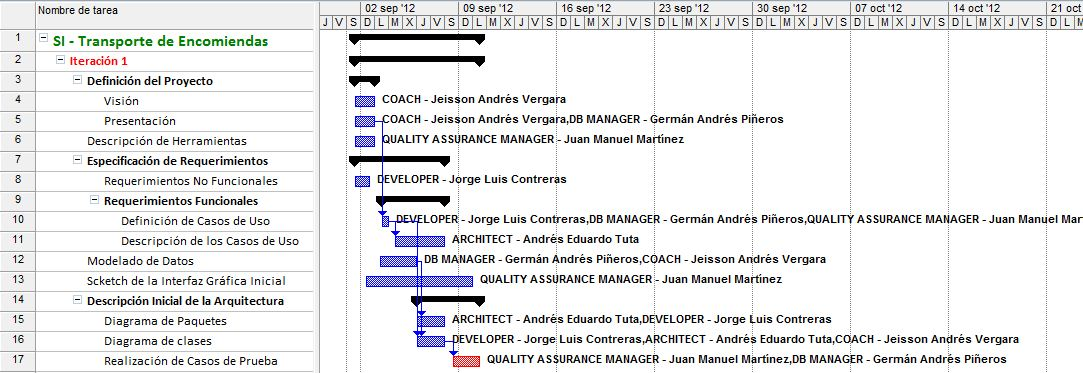 Nombre de tarea
02 sep '12 09 sep '12 16 sep '12 23 sep '12 30 sep '12 07 oct '12 14 oct '12 21 oct
J V S D L M X J V S D L M X J V S D L M X J V S D L M X J V S D L M X J V S D L M X J V S D L M X J V S D L
1 SI - Transporte de Encomiendas
2 Iteración 1
3 Definición del Proyecto
4 Visión COACH - Jeisson Andrés Vergara
5 Presentación COACH - Jeisson Andrés Vergara,DB MANAGER - Germán Andrés Piñeros
6 Descripción de Herramientas QUALITY ASSURANCE MANAGER - Juan Manuel Martínez
7 Especificación de Requerimientos
8 Requerimientos No Funcionales DEVELOPER - Jorge Luis Contreras
9 Requerimientos Funcionales
10 Definición de Casos de Uso DEVELOPER - Jorge Luis Contreras,DB MANAGER - Germán Andrés Piñeros,QUALITY ASSURANCE MANAGER - Juan Manuel Mar
11 Descripción de los Casos de Uso ARCHITECT - Andrés Eduardo Tuta
12 Modelado de Datos DB MANAGER - Germán Andrés Piñeros,COACH - Jeisson Andrés Vergara
13 Scketch de la Interfaz Gráfica Inicial QUALITY ASSURANCE MANAGER - Juan Manuel Martínez
14 Descripción Inicial de la Arquitectura
15 Diagrama de Paquetes ARCHITECT - Andrés Eduardo Tuta,DEVELOPER - Jorge Luis Contreras
16 Diagrama de clases DEVELOPER - Jorge Luis Contreras,ARCHITECT - Andrés Eduardo Tuta,COACH - Jeisson Andrés Vergara
17 Realización de Casos de Prueba QUALITY ASSURANCE MANAGER - Juan Manuel Martínez,DB MANAGER - Germán Andrés Piñeros